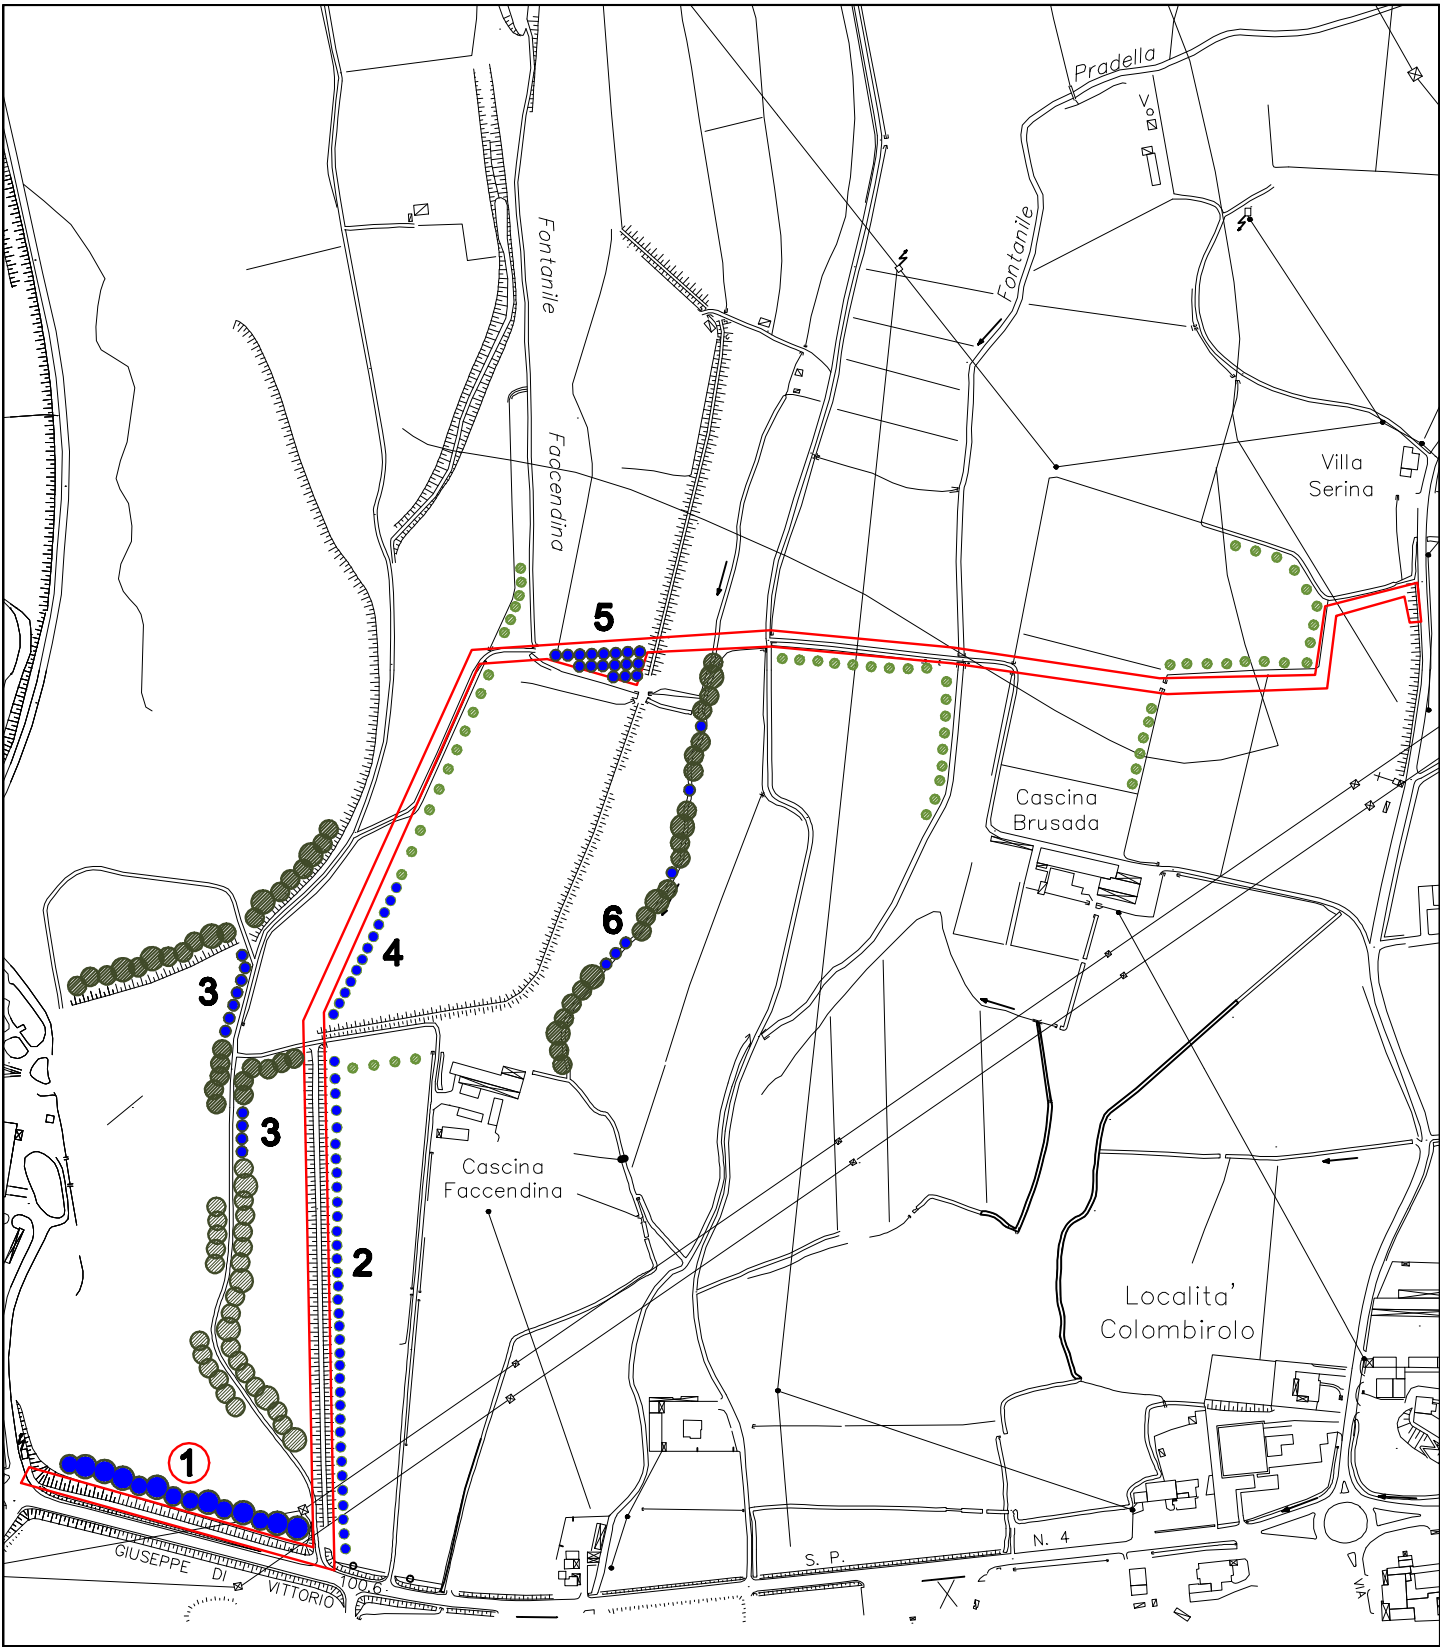 Pradella
V.
Fontanile
Fontanile
Faccendina
Villa
Serina
5
Cascina
Brusada
6
4
3
3
Cascina
Faccendina
2
Localita'
Colombirolo
1
GIUSEPPE DI VITTORIO
100.6
S. P. N. 4
VIA